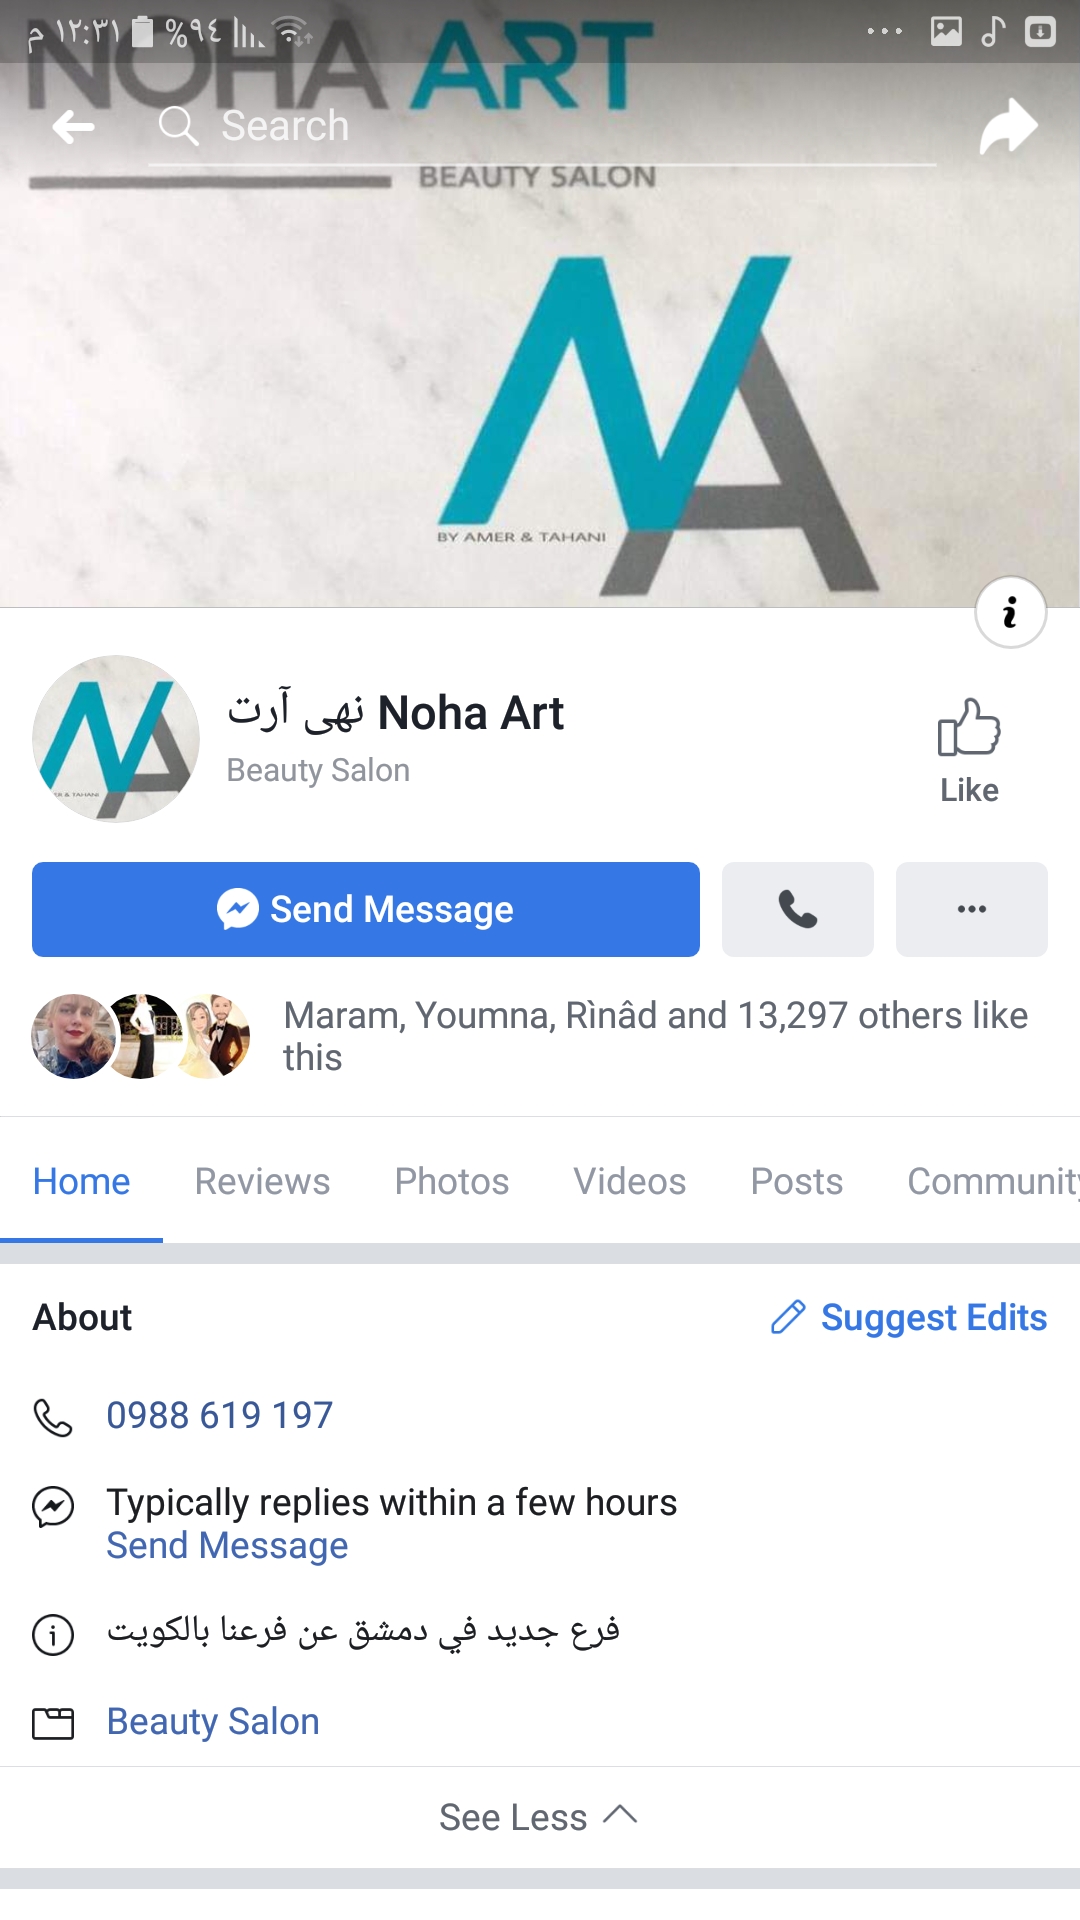 م ١٢:٣١ %٩٤
NOHA ART
Search
BEAUTY SALON
NA
BY AMER & TAHANI
نهى آرت Noha Art
Beauty Salon
Like
Send Message
Maram, Youmna, Rìnâd and 13,297 others like
this
Home Reviews Photos Videos Posts Community
About
Suggest Edits
0988 619 197
Typically replies within a few hours
Send Message
فرع جديد في دمشق عن فرعنا بالكويت
Beauty Salon
See Less